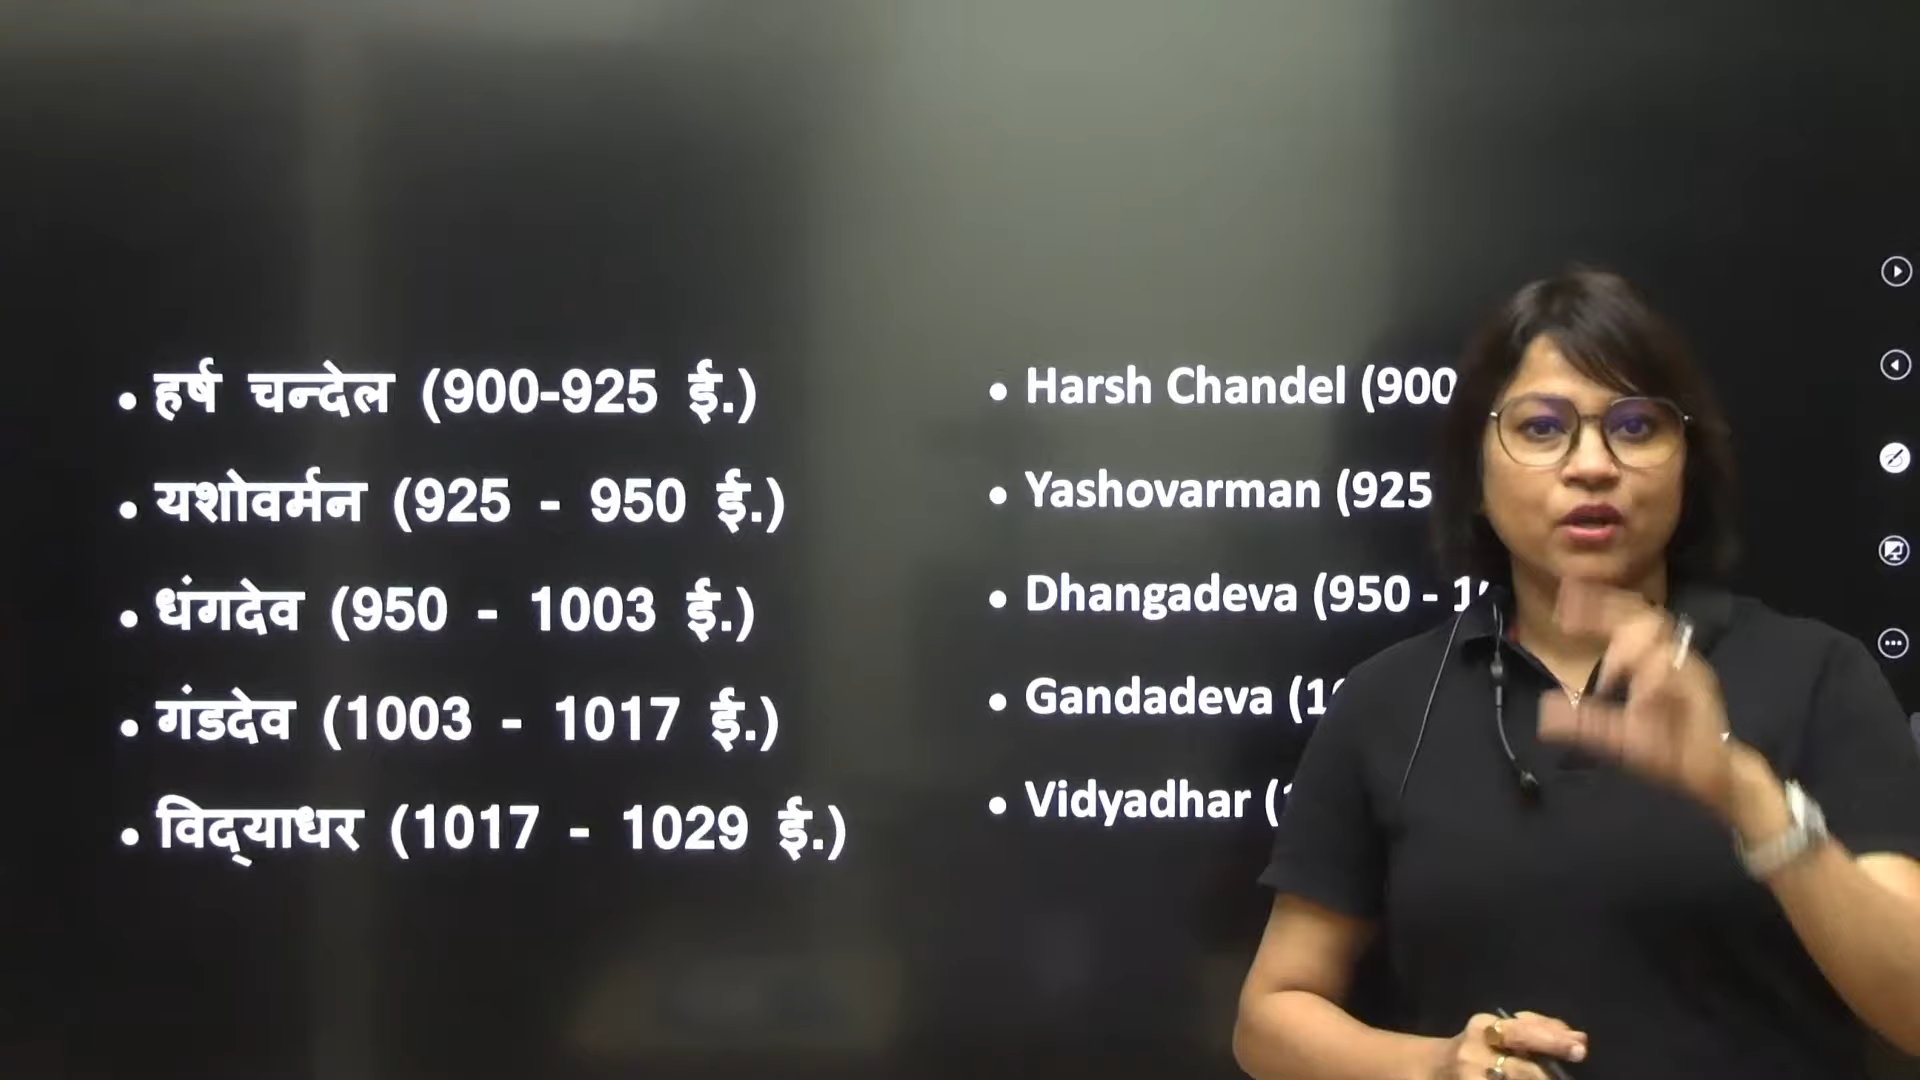 • हर्ष चन्देल (900-925 ई.)
• यशोवर्मन (925 - 950 ई.)
• धंगदेव (950 - 1003 ई.)
• गंडदेव (1003 - 1017 ई.)
• विद्याधर (1017 - 1029 ई.)
• Harsh Chandel (900
• Yashovarman (925
• Dhangadeva (950 -
• Gandadeva
• Vidyadhar